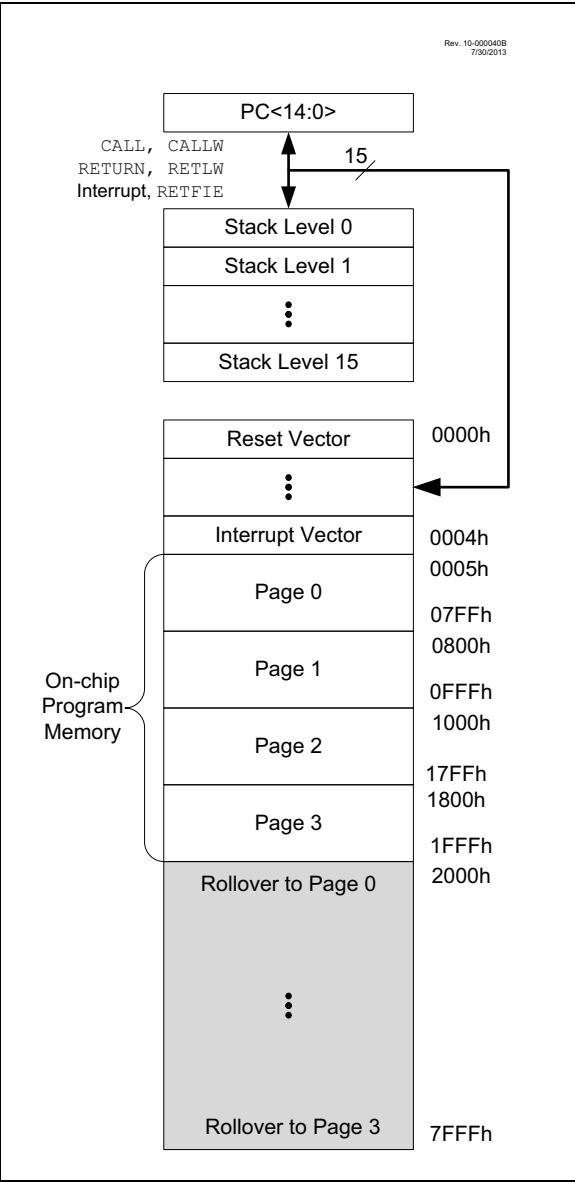 Rev. 10-000040B
7/30/2013
PC<14:0>
CALL, CALLW
RETURN, RETLW
Interrupt, RETFIE
15
Stack Level 0
Stack Level 1
Stack Level 15
Reset Vector
0000h
Interrupt Vector
0004h
0005h
Page 0
07FFh
0800h
Page 1
0FFFh
On-chip
Program
Memory
1000h
Page 2
17FFh
1800h
Page 3
1FFFh
Rollover to Page 0
2000h
Rollover to Page 3
7FFFh